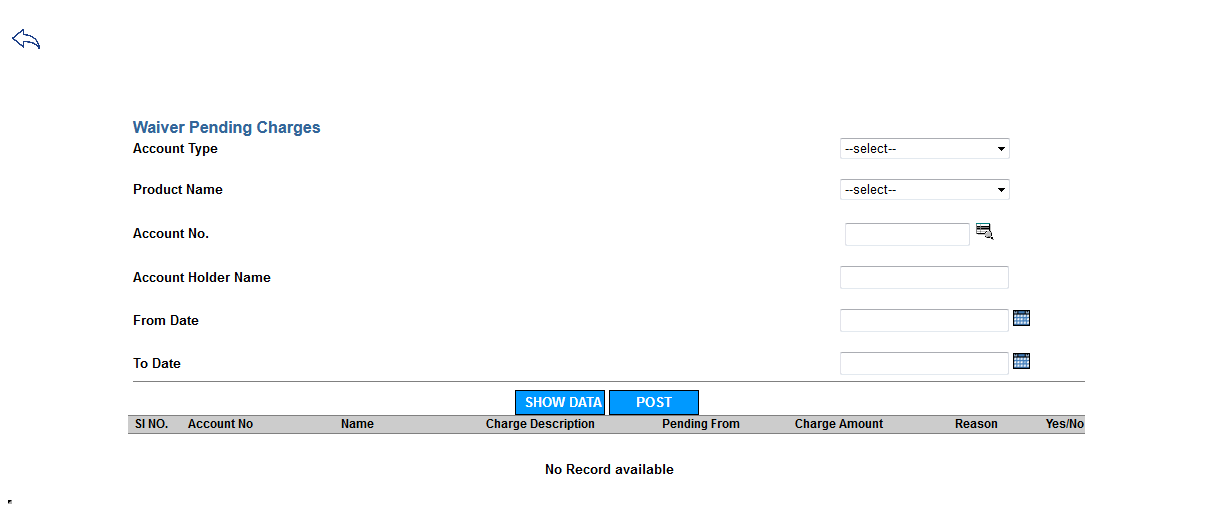 Waiver Pending Charges
Account Type --select--
Product Name --select--
Account No.
Account Holder Name
From Date
To Date
SHOW DATA POST
SI NO. Account No Name Charge Description Pending From Charge Amount Reason Yes/No
No Record available